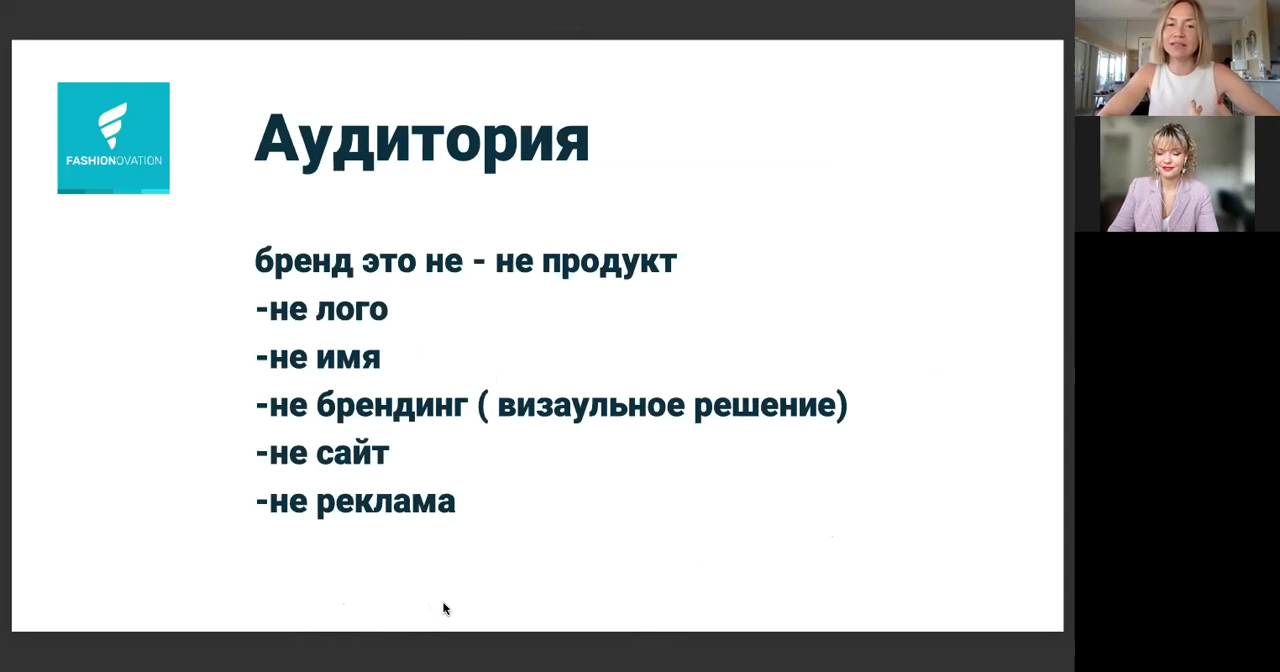 FASHIONOVATION
Аудитория
бренд это не - не продукт
-не лого
-не имя
-не брендинг ( визаульное решение)
-не сайт
-не реклама